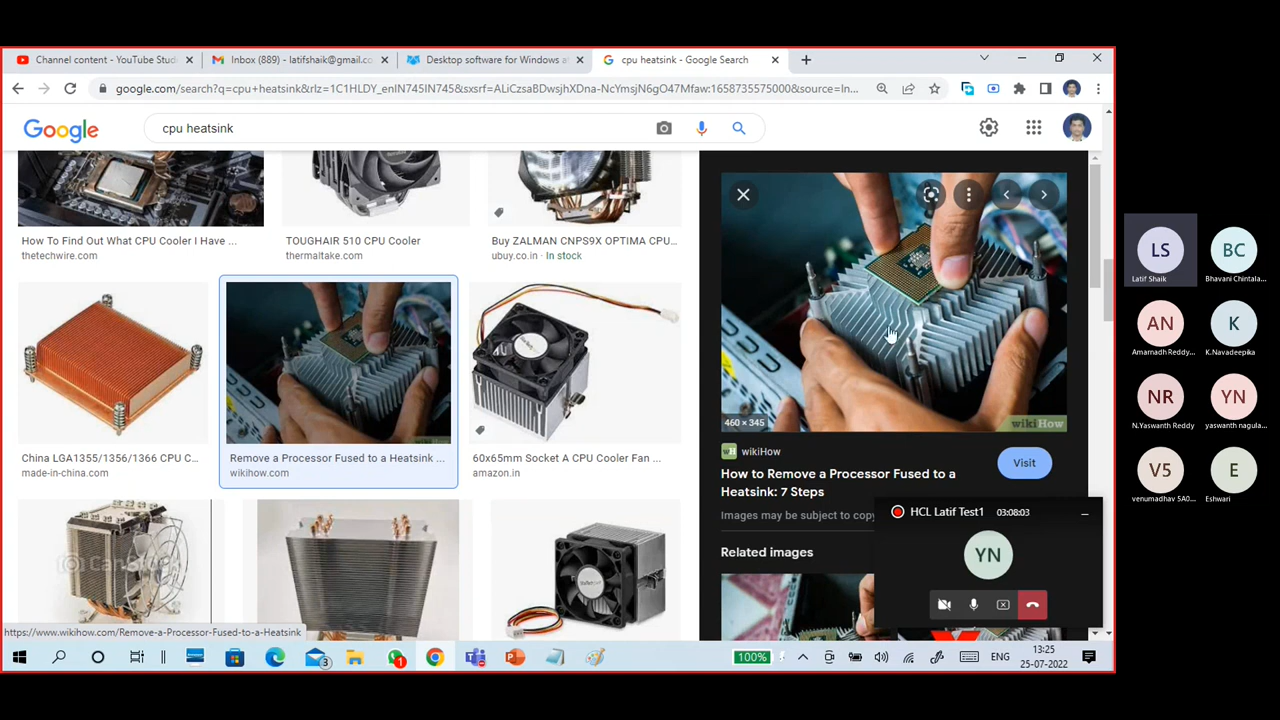 Channel content - YouTube Stud
Inbox (889) - latifshaik@gmail.co
Desktop software for Windows a
cpu heatsink - Google Search
google.com/search?q=cpu+heatsink&rlz=1C1HLDY_enIN745IN745&sxsrf=ALiCzsaBDwsjhXDna-NcYmsjN6gO47Mfaw:1658735575000&source=In...
Google
cpu heatsink
How To Find Out What CPU Cooler I Have ...
thetechwire.com
TOUGHAIR 510 CPU Cooler
thermaltake.com
Buy ZALMAN CNPS9X OPTIMA CPU...
ubuy.co.in · In stock
China LGA1355/1356/1366 CPU C...
made-in-china.com
Remove a Processor Fused to a Heatsink ...
wikihow.com
60x65mm Socket A CPU Cooler Fan ...
amazon.in
CanStock
https://www.wikihow.com/Remove-a-Processor-Fused-to-a-Heatsink
460 × 345
wikiHow
wH wikiHow
How to Remove a Processor Fused to a
Heatsink: 7 Steps
Visit
Images may be subject to copy
Related images
HCL Latif Test1 03:08:03
YN
3
1
100%
ENG
13:25
25-07-2022
LS
Latif Shaik
BC
Bhavani Chintala...
AN
Amarnadh Reddy...
K
K.Navadeepika
NR
N.Yaswanth Reddy
YN
yaswanth nagula...
V5
venumadhav 5A0...
E
Eshwari